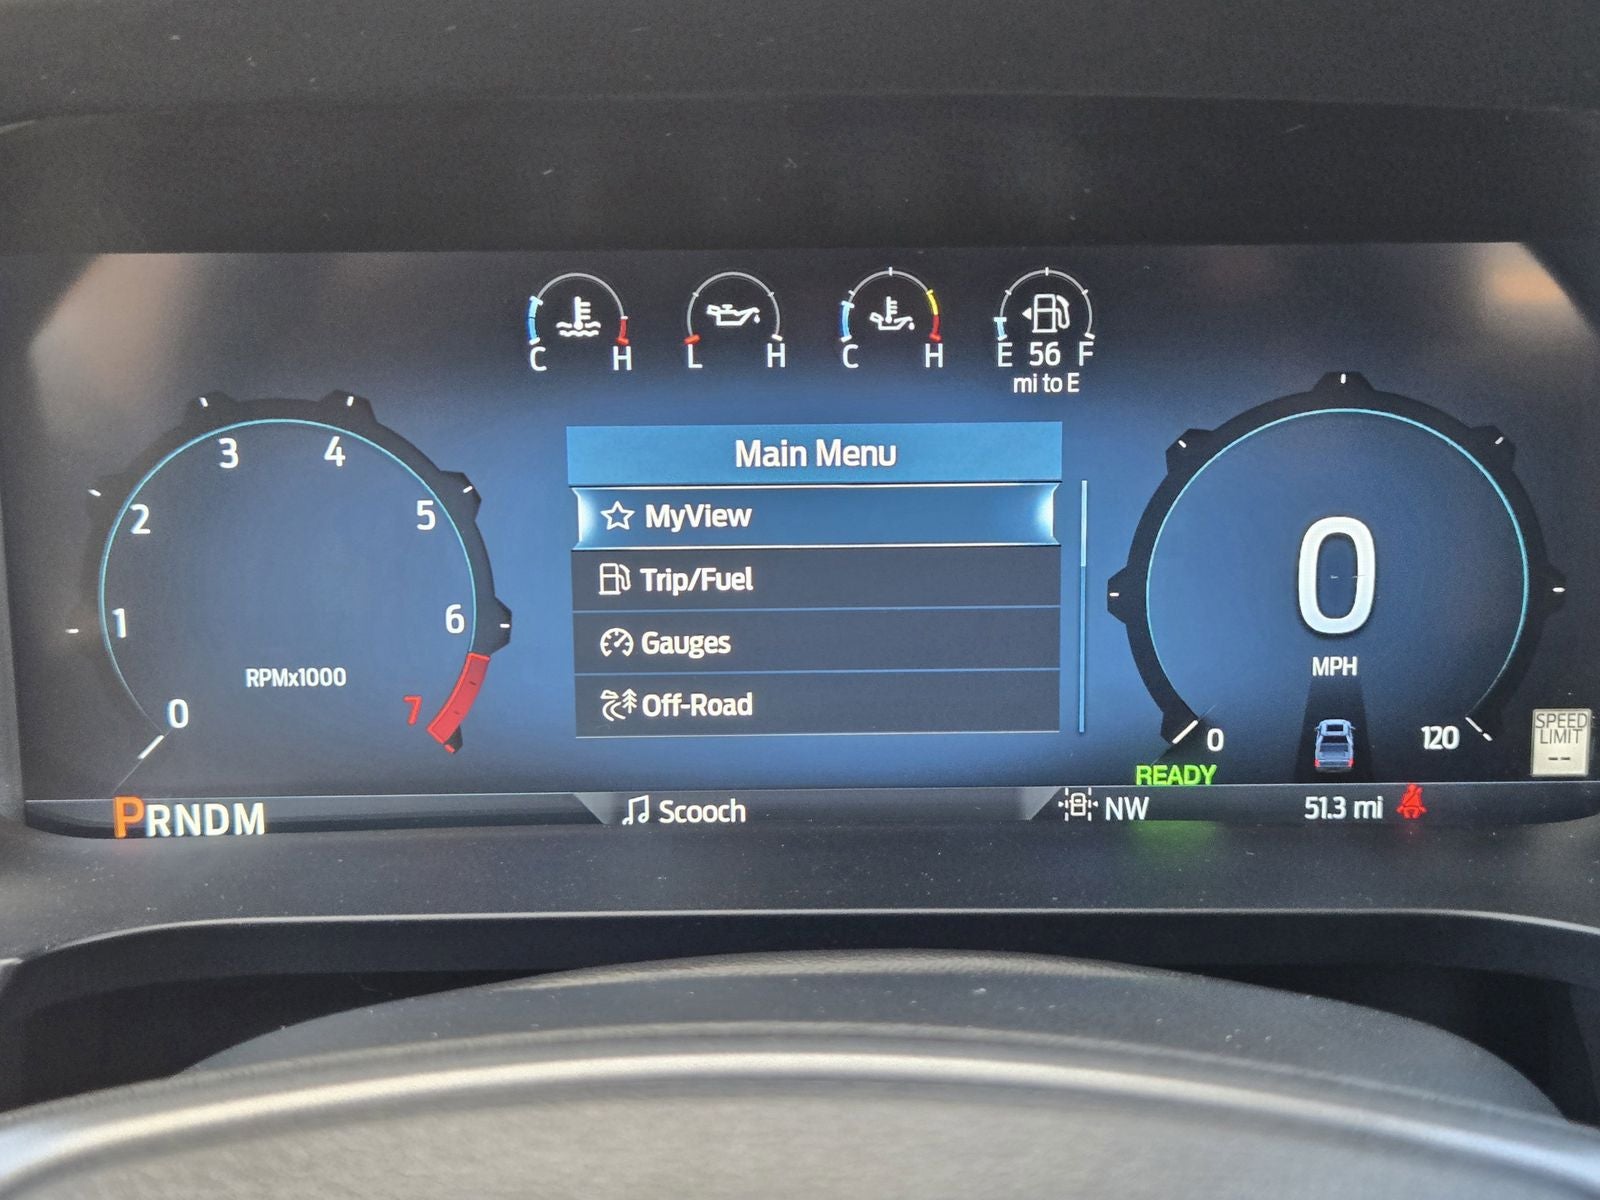 C H
L H
C H
E 56 F
mi to E
0 1 2 3 4 5 6 7
RPMx1000
Main Menu
MyView
Trip/Fuel
Gauges
Off-Road
0
MPH
0 120
SPEED
LIMIT
--
READY
PRNDM
Scooch
NW
51.3 mi